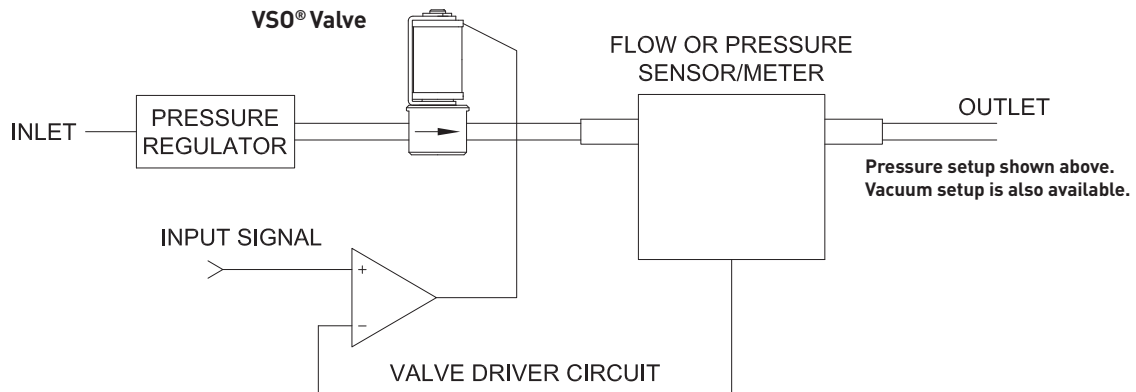 VSO® Valve
FLOW OR PRESSURE
SENSOR/METER
INLET
PRESSURE
REGULATOR
OUTLET
Pressure setup shown above.
Vacuum setup is also available.
INPUT SIGNAL
+
−
VALVE DRIVER CIRCUIT